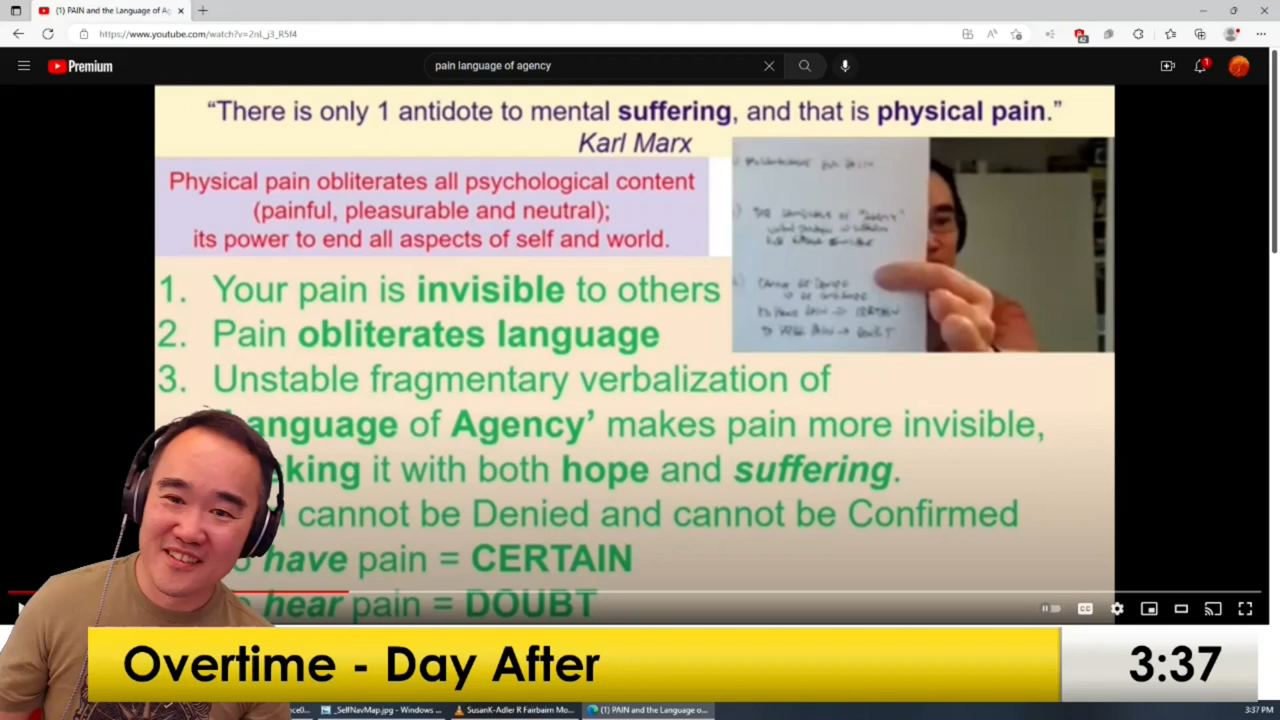 (1) PAIN and the Language of Ag
https://www.youtube.com/watch?v=2nL_j3_R5f4
42
Premium
pain language of agency
1
“There is only 1 antidote to mental suffering, and that is physical pain.”
Karl Marx
Physical pain obliterates all psychological content
(painful, pleasurable and neutral);
its power to end all aspects of self and world.
1. Your pain is invisible to others
2. Pain obliterates language
3. Unstable fragmentary verbalization of
anguage of Agency’ makes pain more invisible,
king it with both hope and suffering.
cannot be Denied and cannot be Confirmed
have pain = CERTAIN
hear pain = DOUBT
CC
Overtime - Day After
3:37
_SelfNavMap.jpg - Windows ...
SusanK-Adler R Fairbairn Mo...
(1) PAIN and the Language o...
3:37 PM